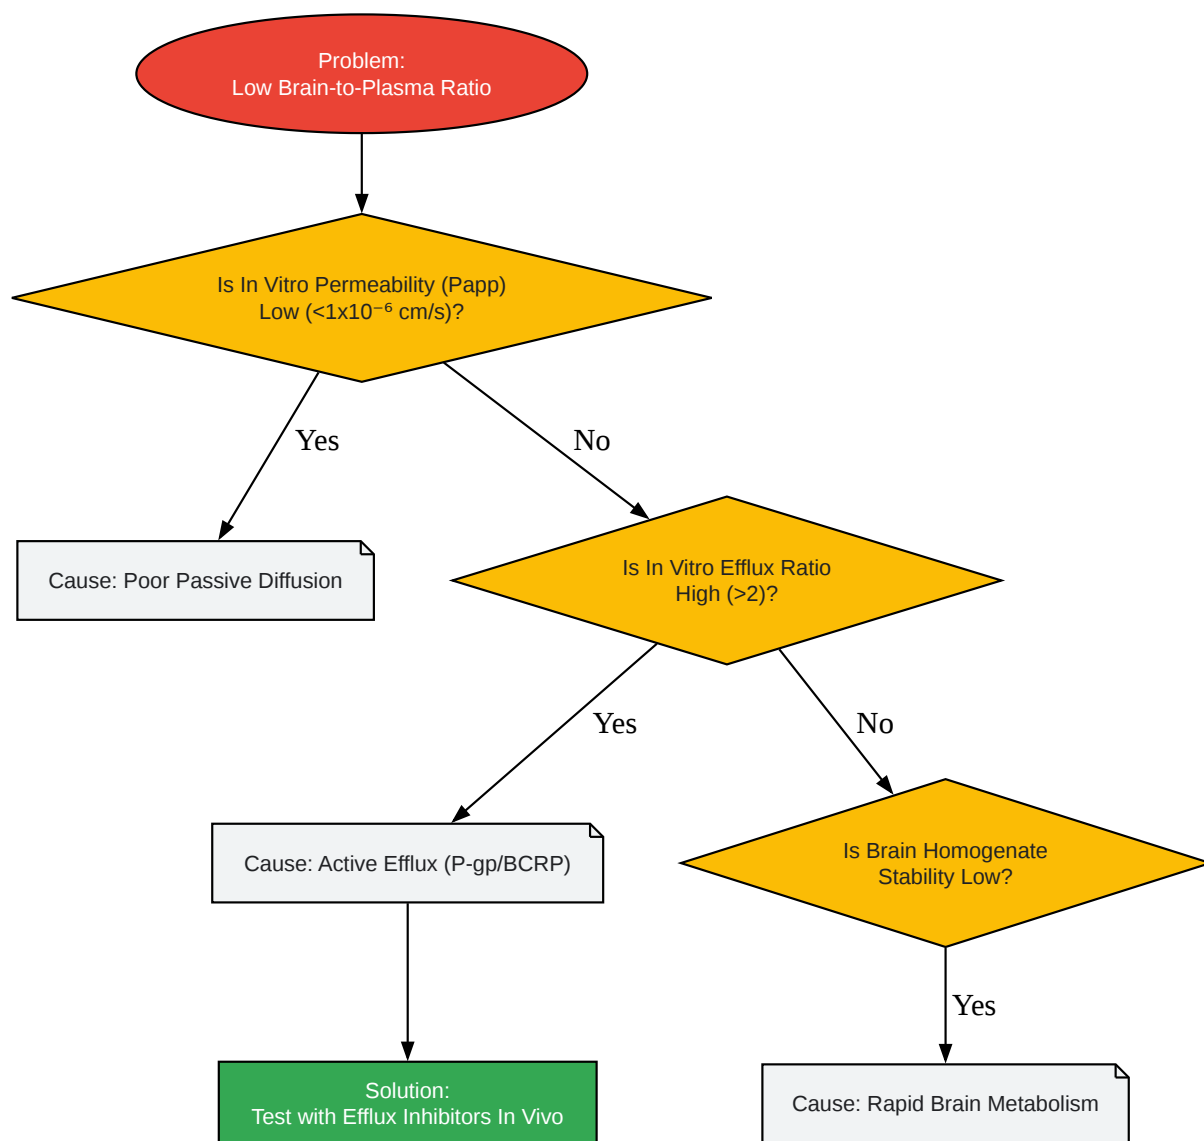 Problem:
Low Brain-to-Plasma Ratio
Is In Vitro Permeability (Papp)
Low (<1x10⁻⁶ cm/s)?
Yes
No
Cause: Poor Passive Diffusion
Is In Vitro Efflux Ratio
High (>2)?
Yes
No
Cause: Active Efflux (P-gp/BCRP)
Is Brain Homogenate
Stability Low?
Yes
Solution:
Test with Efflux Inhibitors In Vivo
Cause: Rapid Brain Metabolism